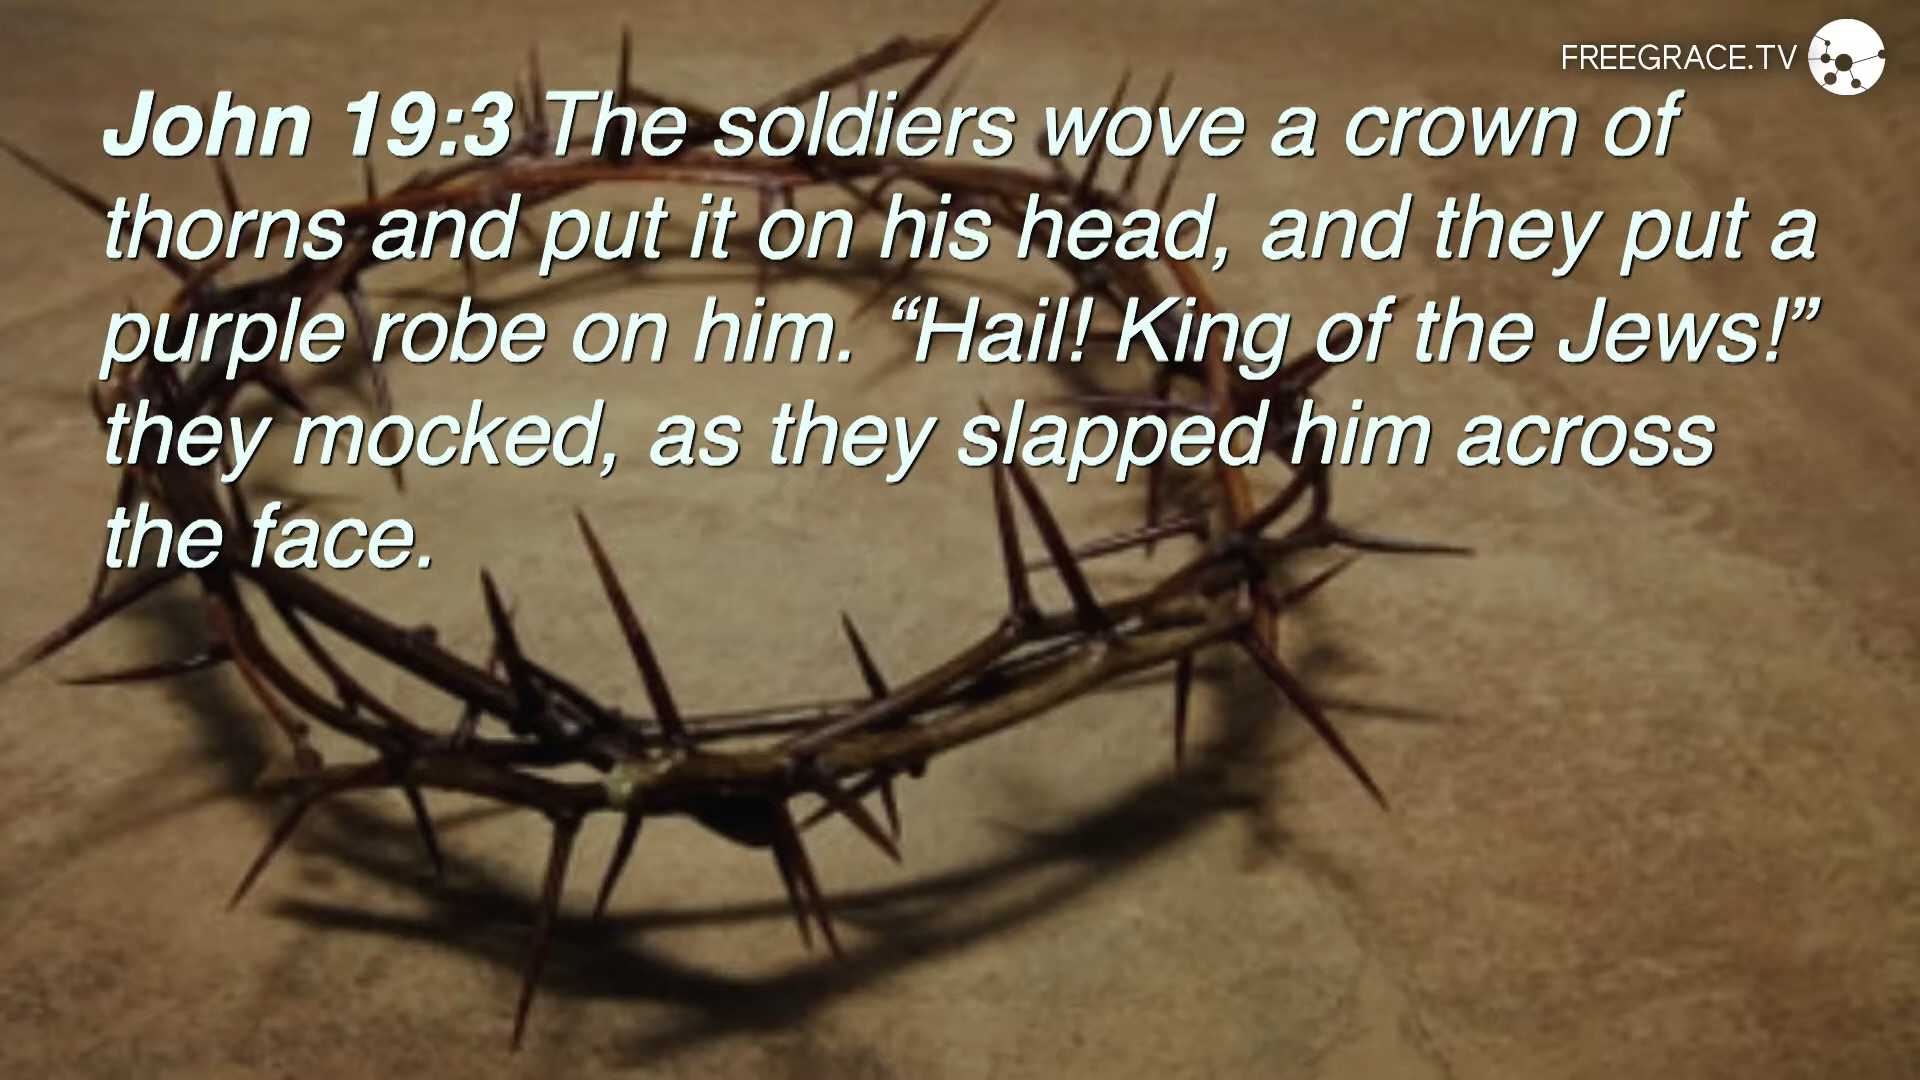 FREEGRACE.TV
John 19:3 The soldiers wove a crown of
thorns and put it on his head, and they put a
purple robe on him. “Hail! King of the Jews!”
they mocked, as they slapped him across
the face.